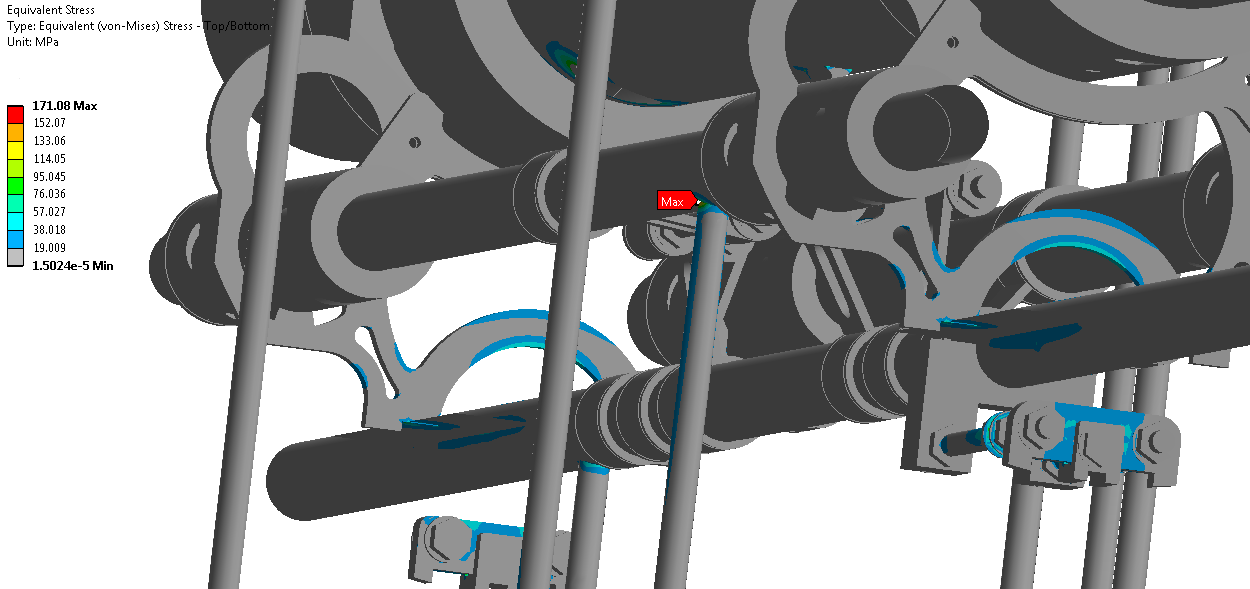 Equivalent Stress
Type: Equivalent (von-Mises) Stress - Top/Bottom
Unit: MPa
171.08 Max
152.07
133.06
114.05
95.045
76.036
57.027
38.018
19.009
1.5024e-5 Min
Max